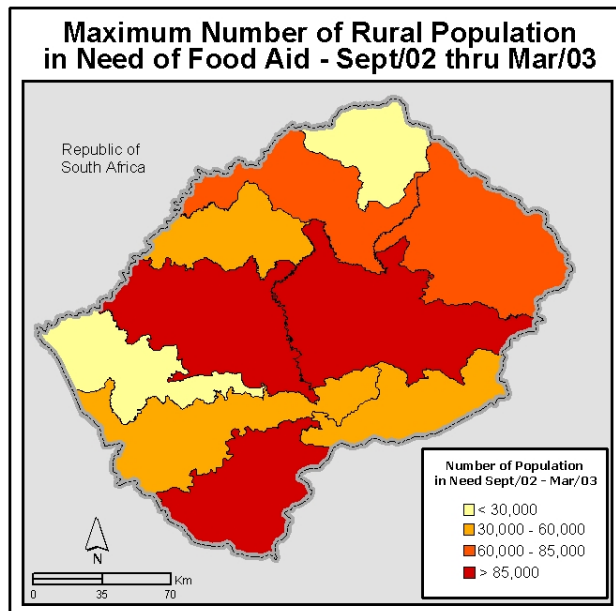 Maximum Number of Rural Population
in Need of Food Aid - Sept/02 thru Mar/03
Republic of
South Africa
Number of Population
in Need Sept/02 - Mar/03
< 30,000
30,000 - 60,000
60,000 - 85,000
> 85,000
N
Km
0 35 70